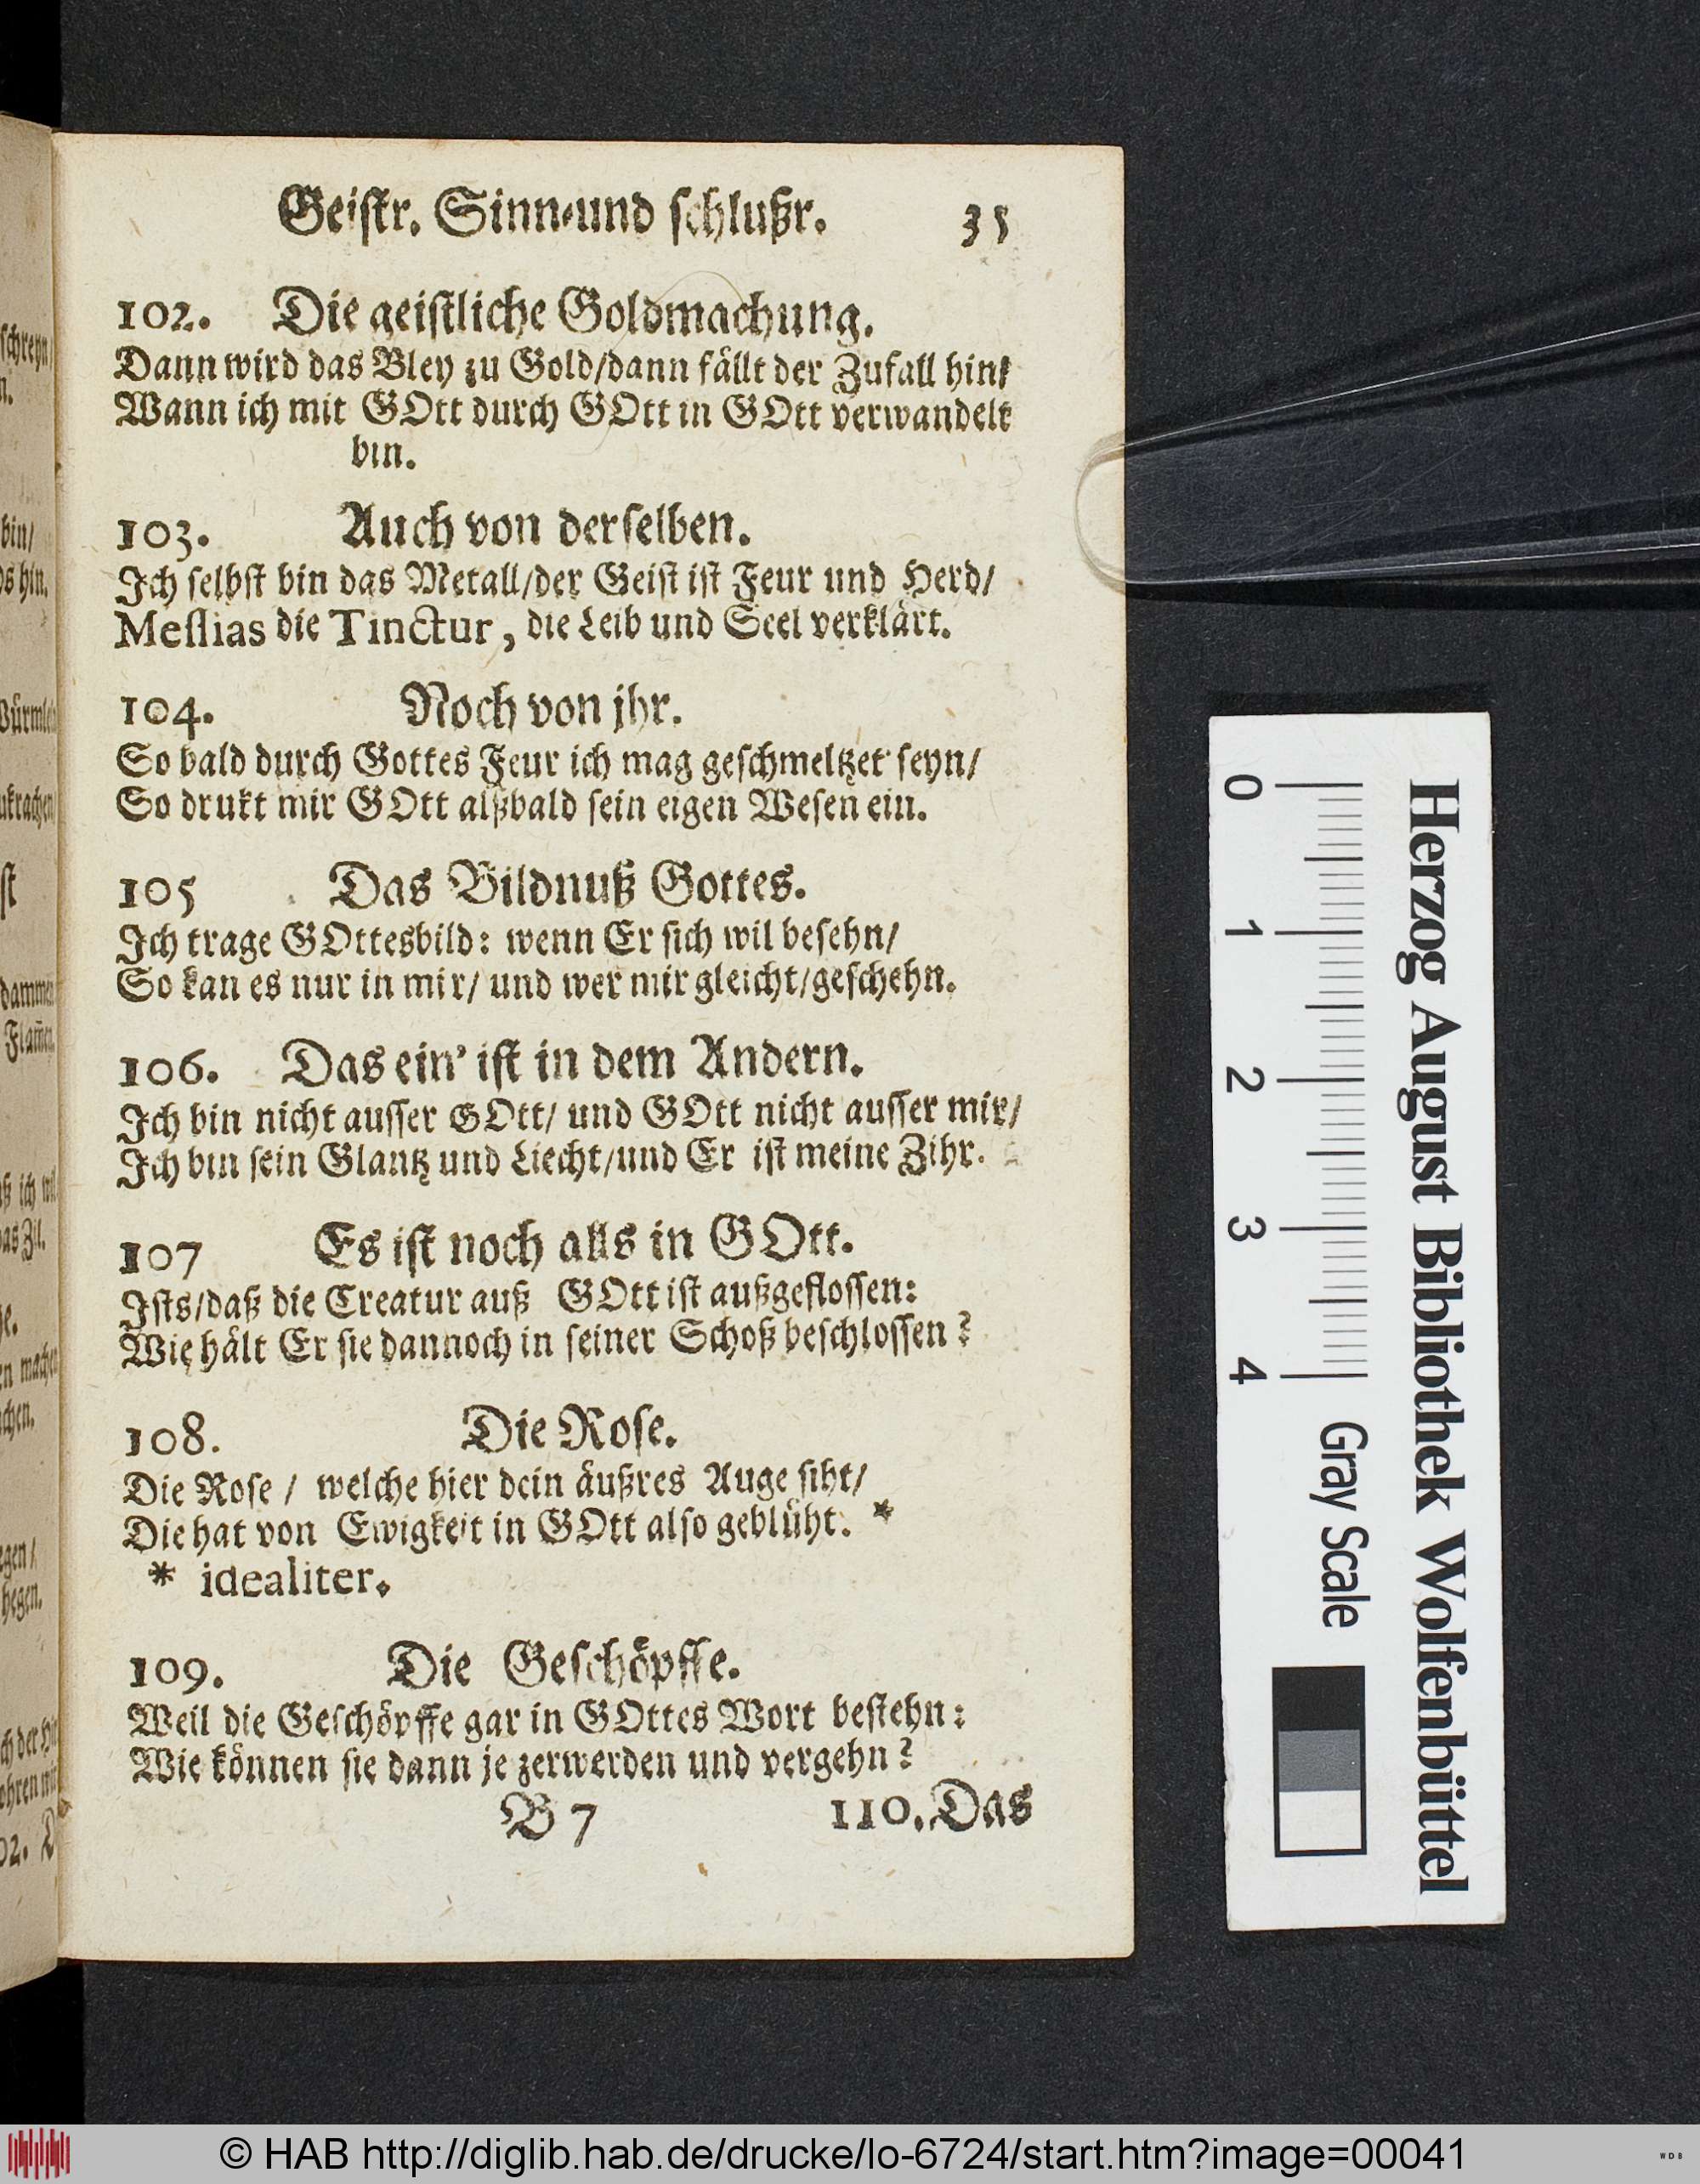 Geistr. Sinn-und schlußr. 35
102. Die geistliche Goldmachung.
Dann wird das Bley zu Gold/dann fällt der Zufall hin/
Wann ich mit GOtt durch GOtt in GOtt verwandelt
bin.
103. Auch von derselben.
Ich selbst bin das Metall/der Geist ist Feur und Herd/
Messias die Tinctur, die Leib und Seel verklärt.
104. Noch von jhr.
So bald durch Gottes Feur ich mag geschmeltzet seyn/
So drukt mir GOtt alßbald sein eigen Wesen ein.
105 Das Bildnuß Gottes.
Ich trage GOttesbild: wenn Er sich wil besehn/
So kan es nur in mir/ und wer mir gleicht/geschehn.
106. Das ein' ist in dem Andern.
Ich bin nicht ausser GOtt/ und GOtt nicht ausser mir/
Ich bin sein Glantz und Liecht/und Er ist meine Zihr.
107 Es ist noch alls in GOtt.
Ists/daß die Creatur auß GOtt ist außgeflossen:
Wie hält Er sie dannoch in seiner Schoß beschlossen?
108. Die Rose.
Die Rose / welche hier dein äußres Auge siht/
Die hat von Ewigkeit in GOtt also geblüht. *
* idealiter.
109. Die Geschöpffe.
Weil die Geschöpffe gar in GOttes Wort bestehn:
Wie können sie dann je zerwerden und vergehn?
B 7 110. Das
Herzog August Bibliothek Wolfenbüttel
0 1 2 3 4 Gray Scale
© HAB http://diglib.hab.de/drucke/lo-6724/start.htm?image=00041